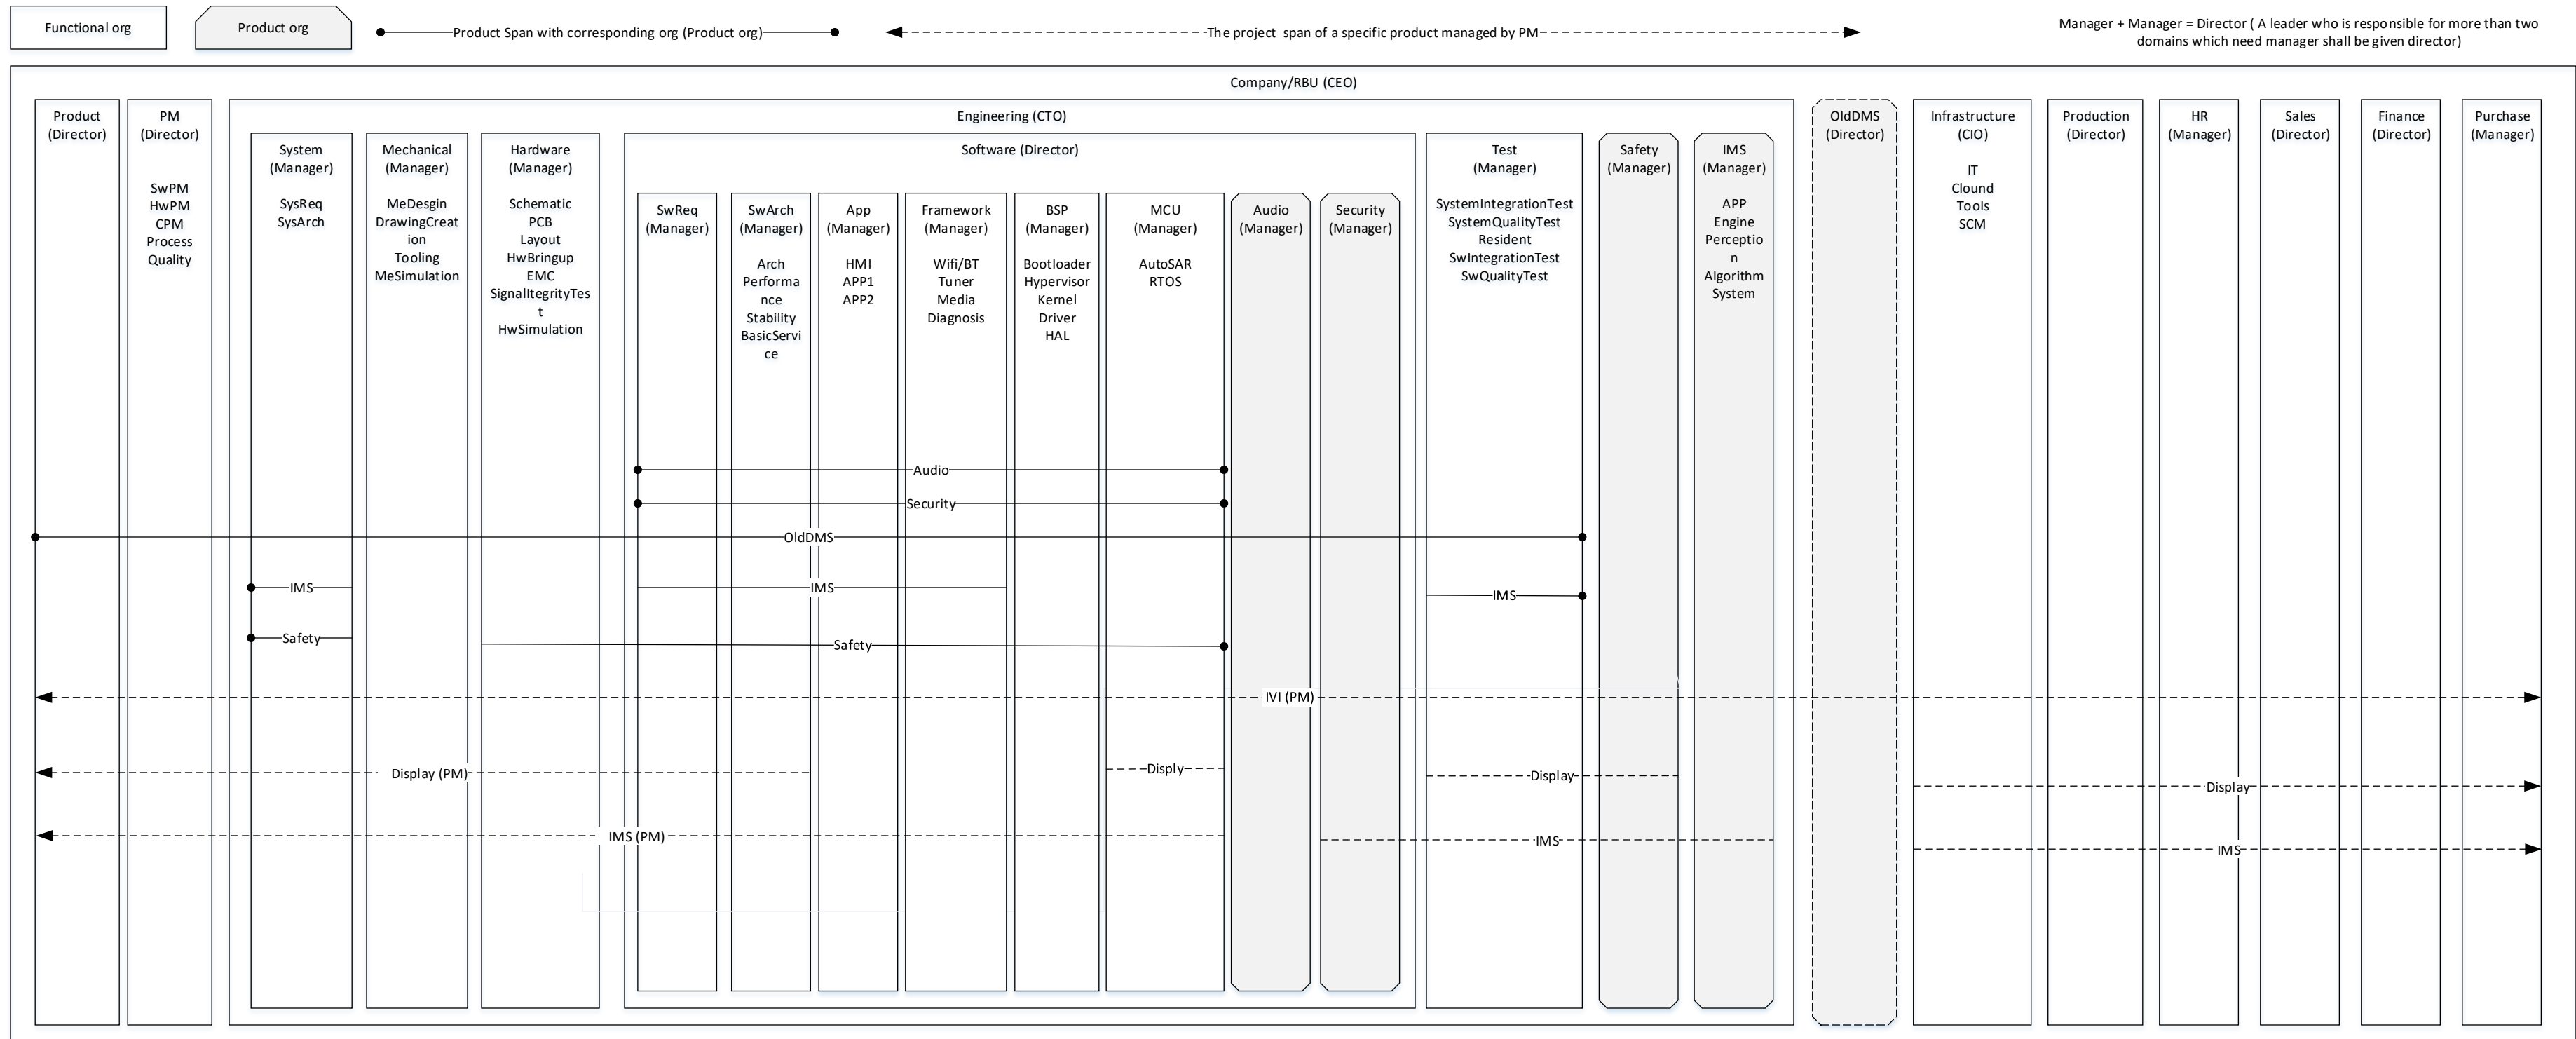 Functional org
Product org
Product Span with corresponding org (Product org)
The project span of a specific product managed by PM
Manager + Manager = Director ( A leader who is responsible for more than two
domains which need manager shall be given director)
Company/RBU (CEO)
Product
(Director)
PM
(Director)
SwPM
HwPM
CPM
Process
Quality
Engineering (CTO)
System
(Manager)
SysReq
SysArch
Mechanical
(Manager)
MeDesgin
DrawingCreat
ion
Tooling
MeSimulation
Hardware
(Manager)
Schematic
PCB
Layout
HwBringup
EMC
SignalItegrityTes
t
HwSimulation
Software (Director)
SwReq
(Manager)
SwArch
(Manager)
Arch
Performa
nce
Stability
BasicServi
ce
App
(Manager)
HMI
APP1
APP2
Framework
(Manager)
Wifi/BT
Tuner
Media
Diagnosis
BSP
(Manager)
Bootloader
Hypervisor
Kernel
Driver
HAL
MCU
(Manager)
AutoSAR
RTOS
Audio
(Manager)
Security
(Manager)
Test
(Manager)
SystemIntegrationTest
SystemQualityTest
Resident
SwIntegrationTest
SwQualityTest
Safety
(Manager)
IMS
(Manager)
APP
Engine
Perceptio
n
Algorithm
System
OldDMS
(Director)
Infrastructure
(CIO)
IT
Clound
Tools
SCM
Production
(Director)
HR
(Manager)
Sales
(Director)
Finance
(Director)
Purchase
(Manager)
Audio
Security
OldDMS
IMS
IMS
IMS
Safety
Safety
IVI (PM)
Display (PM)
Disply
Display
Display
IMS (PM)
IMS
IMS